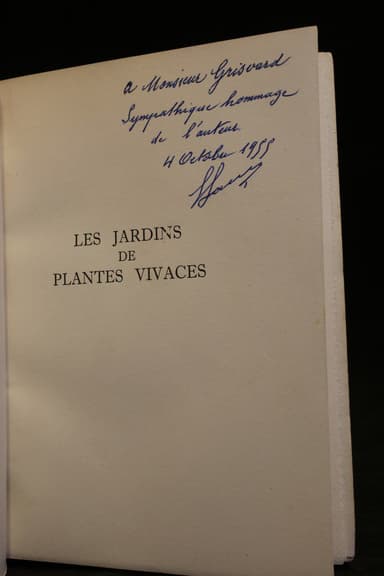 a Monsieur Grisvard
Sympathique hommage
de l'auteur
4 Octobre 1955
LES JARDINS
DE
PLANTES VIVACES